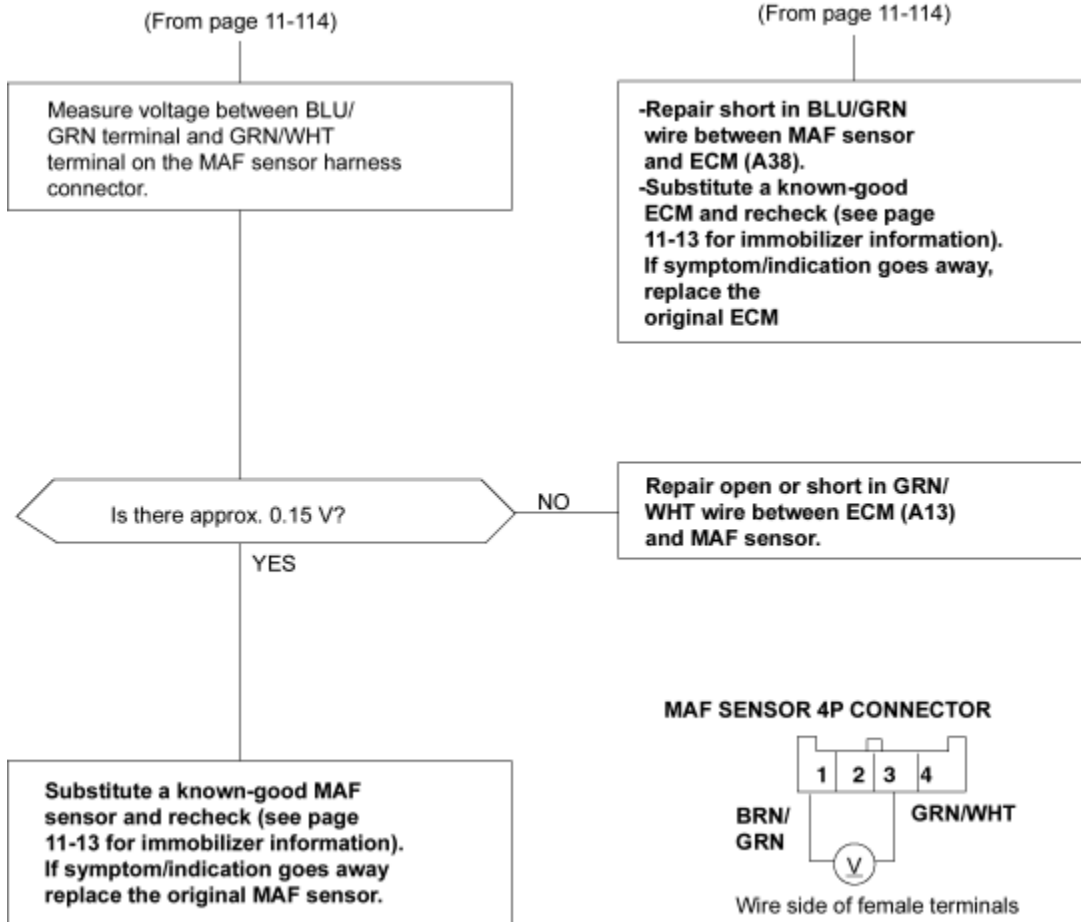 (From page 11-114)
Measure voltage between BLU/
GRN terminal and GRN/WHT
terminal on the MAF sensor harness
connector.
(From page 11-114)
-Repair short in BLU/GRN
wire between MAF sensor
and ECM (A38).
-Substitute a known-good
ECM and recheck (see page
11-13 for immobilizer information).
If symptom/indication goes away,
replace the
original ECM
Is there approx. 0.15 V?
NO
Repair open or short in GRN/
WHT wire between ECM (A13)
and MAF sensor.
YES
Substitute a known-good MAF
sensor and recheck (see page
11-13 for immobilizer information).
If symptom/indication goes away
replace the original MAF sensor.
MAF SENSOR 4P CONNECTOR
1 2 3 4
BRN/
GRN
GRN/WHT
V
Wire side of female terminals